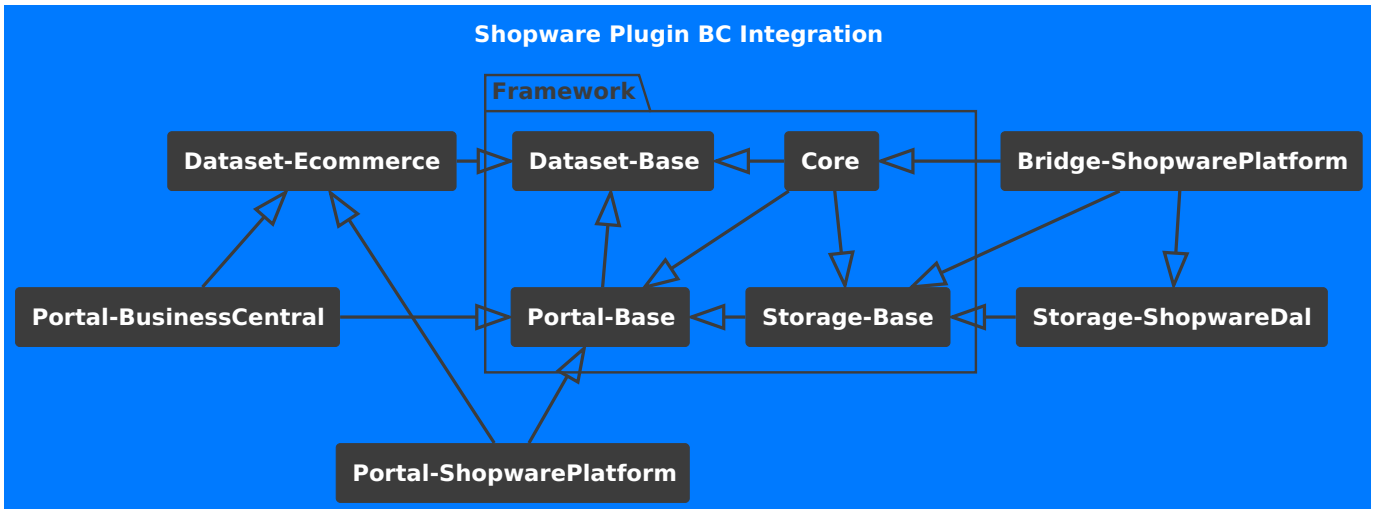 Shopware Plugin BC Integration
Framework
Dataset-Ecommerce
Dataset-Base
Core
Bridge-ShopwarePlatform
Portal-BusinessCentral
Portal-Base
Storage-Base
Storage-ShopwareDal
Portal-ShopwarePlatform